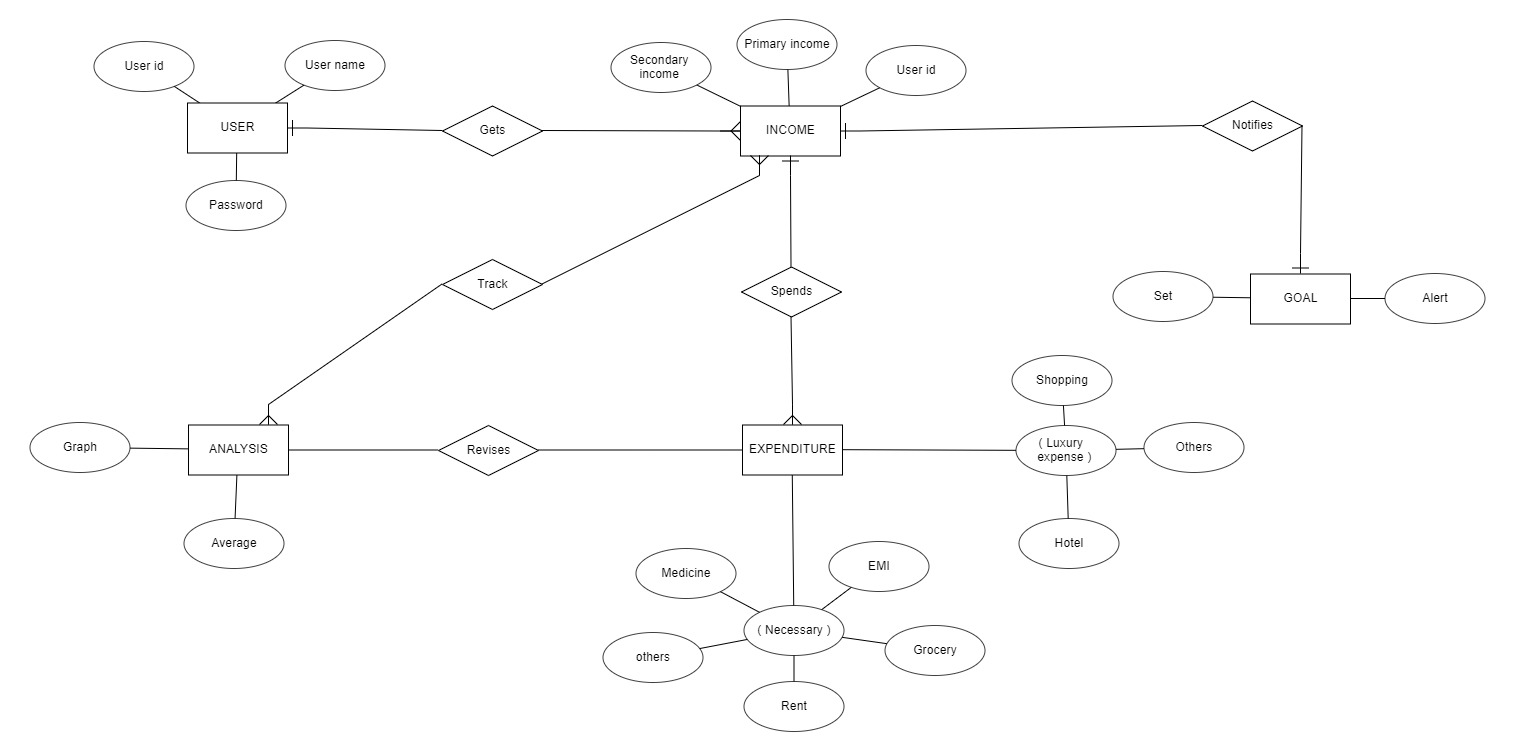 Primary income
User id
User name
Secondary
income
User id
USER
Gets
INCOME
Notifies
Password
Track
Spends
Set
GOAL
Alert
Shopping
Graph
ANALYSIS
Revises
EXPENDITURE
( Luxury
expense )
Others
Average
Hotel
Medicine
EMI
( Necessary )
others
Grocery
Rent